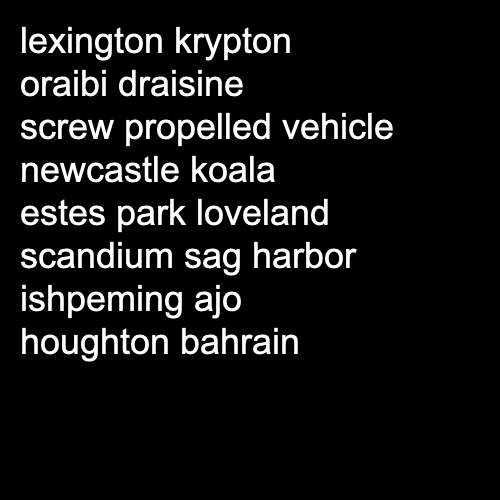 lexington krypton
oraibi draisine
screw propelled vehicle
newcastle koala
estes park loveland
scandium sag harbor
ishpeming ajo
houghton bahrain